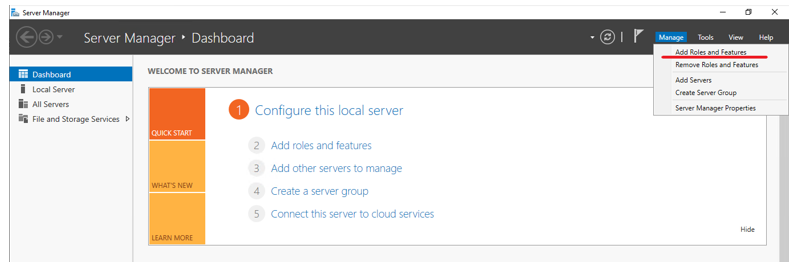 Server Manager
Server Manager • Dashboard
Manage Tools View Help
Add Roles and Features
Remove Roles and Features
Add Servers
Create Server Group
Server Manager Properties
Dashboard
Local Server
All Servers
File and Storage Services
WELCOME TO SERVER MANAGER
QUICK START
WHAT'S NEW
LEARN MORE
1 Configure this local server
2 Add roles and features
3 Add other servers to manage
4 Create a server group
5 Connect this server to cloud services
Hide